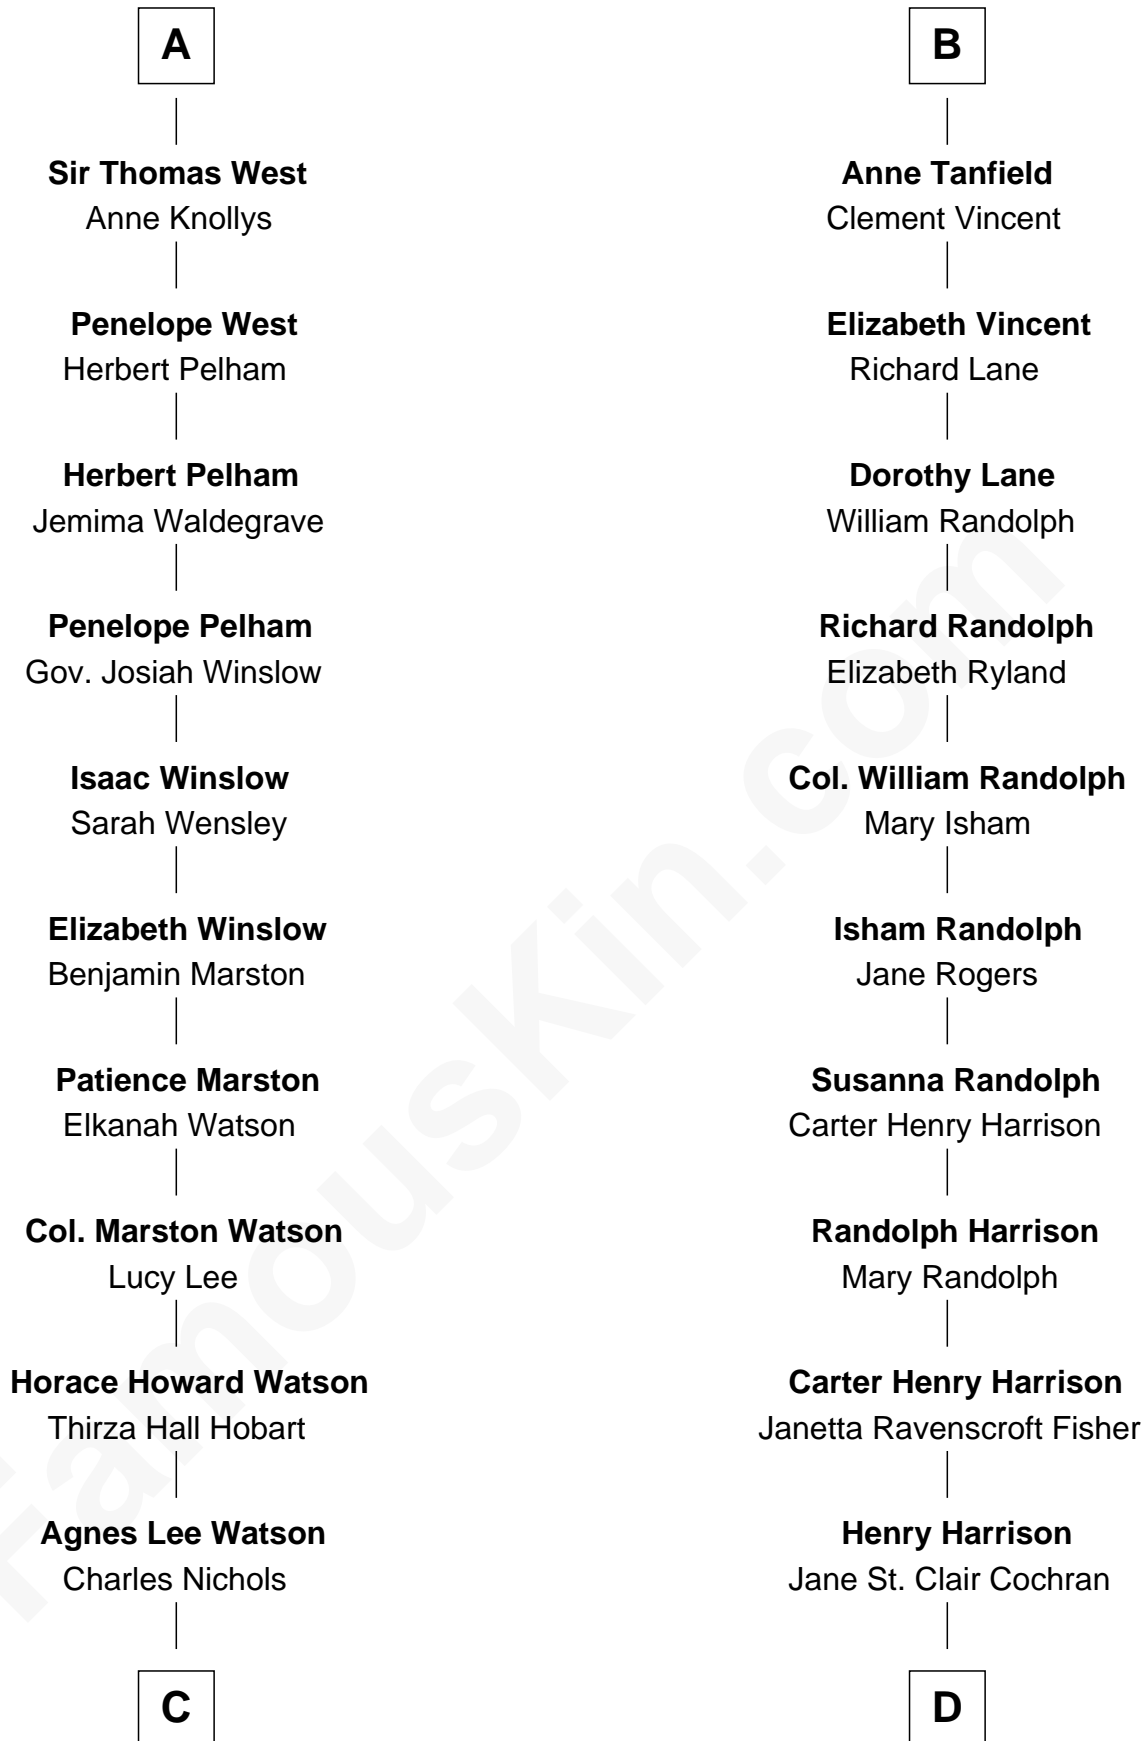 A
Sir Thomas West
Anne Knollys
Penelope West
Herbert Pelham
Herbert Pelham
Jemima Waldegrave
Penelope Pelham
Gov. Josiah Winslow
Isaac Winslow
Sarah Wensley
Elizabeth Winslow
Benjamin Marston
Patience Marston
Elkanah Watson
Col. Marston Watson
Lucy Lee
Horace Howard Watson
Thirza Hall Hobart
Agnes Lee Watson
Charles Nichols
C
B
Anne Tanfield
Clement Vincent
Elizabeth Vincent
Richard Lane
Dorothy Lane
William Randolph
Richard Randolph
Elizabeth Ryland
Col. William Randolph
Mary Isham
Isham Randolph
Jane Rogers
Susanna Randolph
Carter Henry Harrison
Randolph Harrison
Mary Randolph
Carter Henry Harrison
Janetta Ravenscroft Fisher
Henry Harrison
Jane St. Clair Cochran
D
FamousKin.com